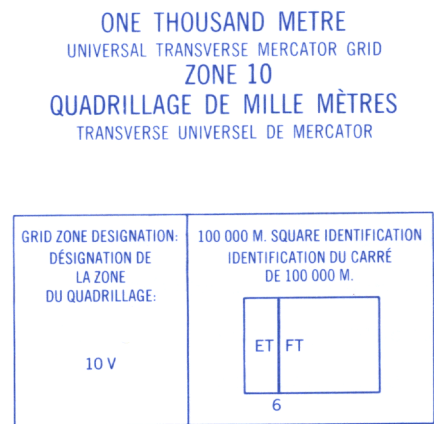 ONE THOUSAND METRE
UNIVERSAL TRANSVERSE MERCATOR GRID
ZONE 10
QUADRILLAGE DE MILLE MÈTRES
TRANSVERSE UNIVERSEL DE MERCATOR
GRID ZONE DESIGNATION:
DÉSIGNATION DE
LA ZONE
DU QUADRILLAGE:
10 V
100 000 M. SQUARE IDENTIFICATION
IDENTIFICATION DU CARRÉ
DE 100 000 M.
ET FT
6